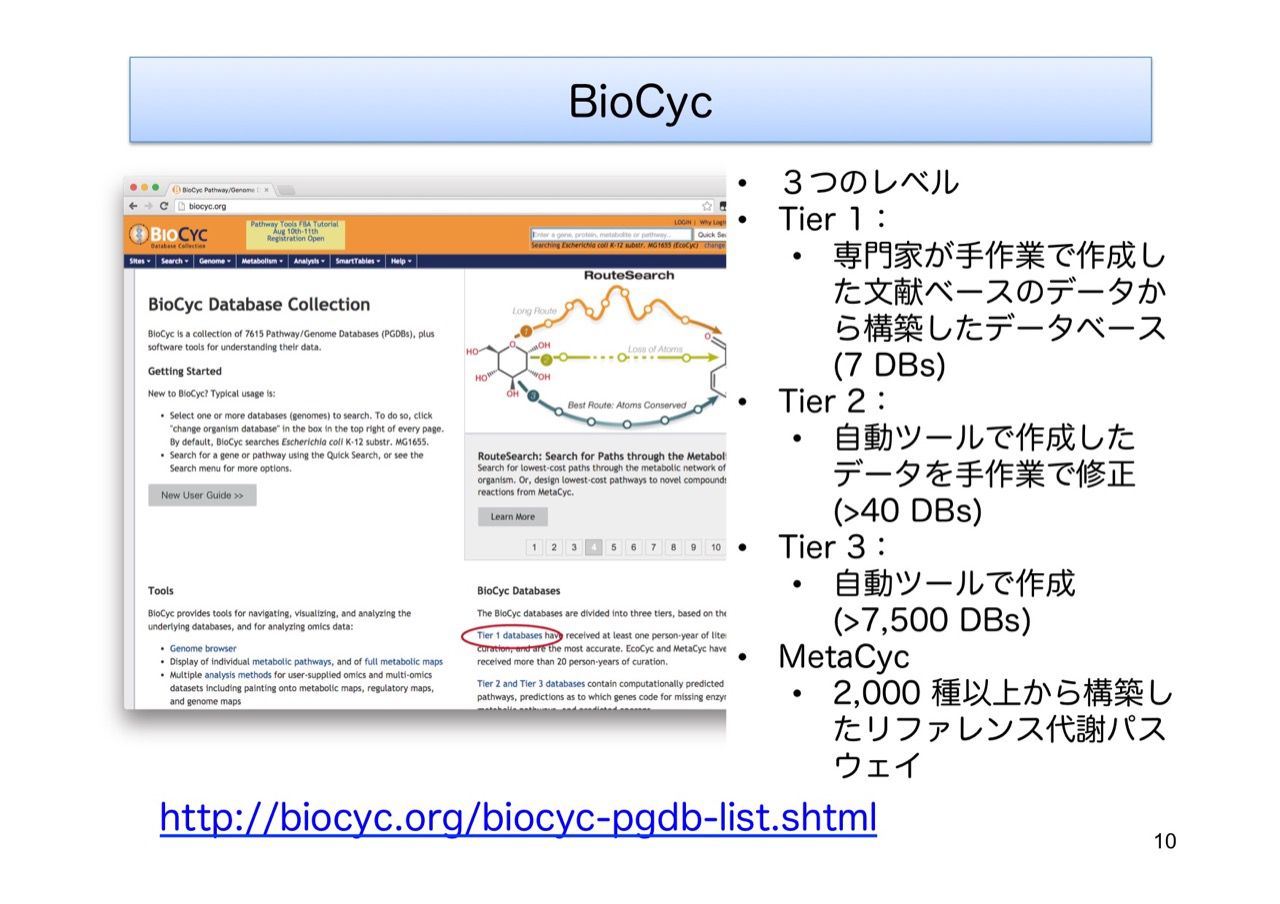 BioCyc
BioCyc Pathway/Genome
biocyc.org
BIOCYC
Database Collection
Pathway Tools FBA Tutorial
Aug 10th-11th
Registration Open
LOGIN | Why Login
Enter a gene, protein, metabolite or pathway...
Quick Sea
Searching Escherichia coli K-12 substr. MG1655 (EcoCyc) change
Sites Search Genome Metabolism Analysis SmartTables Help
BioCyc Database Collection
BioCyc is a collection of 7615 Pathway/Genome Databases (PGDBs), plus
software tools for understanding their data.
Getting Started
New to BioCyc? Typical usage is:
• Select one or more databases (genomes) to search. To do so, click
"change organism database" in the box in the top right of every page.
By default, BioCyc searches Escherichia coli K-12 substr. MG1655.
• Search for a gene or pathway using the Quick Search, or see the
Search menu for more options.
New User Guide >>
RouteSearch
Long Route
1
Loss of Atoms
2
Best Route: Atoms Conserved
3
HO
O
OH
HO
OH
OH
O
RouteSearch: Search for Paths through the Metabol
Search for lowest-cost paths through the metabolic network of
organism. Or, design lowest-cost pathways to novel compounds
reactions from MetaCyc.
Learn More
1 2 3 4 5 6 7 8 9 10
Tools
BioCyc provides tools for navigating, visualizing, and analyzing the
underlying databases, and for analyzing omics data:
• Genome browser
• Display of individual metabolic pathways, and of full metabolic maps
• Multiple analysis methods for user-supplied omics and multi-omics
datasets including painting onto metabolic maps, regulatory maps,
and genome maps
BioCyc Databases
The BioCyc databases are divided into three tiers, based on the
Tier 1 databases have received at least one person-year of liter
curation, and are the most accurate. EcoCyc and MetaCyc have
received more than 20 person-years of curation.
Tier 2 and Tier 3 databases contain computationally predicted
pathways, predictions as to which genes code for missing enzym
metabolic pathways, and predicted operons.
• ３つのレベル
• Tier 1：
• 専門家が手作業で作成し
た文献ベースのデータか
ら構築したデータベース
(7 DBs)
• Tier 2：
• 自動ツールで作成した
データを手作業で修正
(>40 DBs)
• Tier 3：
• 自動ツールで作成
(>7,500 DBs)
• MetaCyc
• 2,000 種以上から構築し
たリファレンス代謝パス
ウェイ
http://biocyc.org/biocyc-pgdb-list.shtml
10